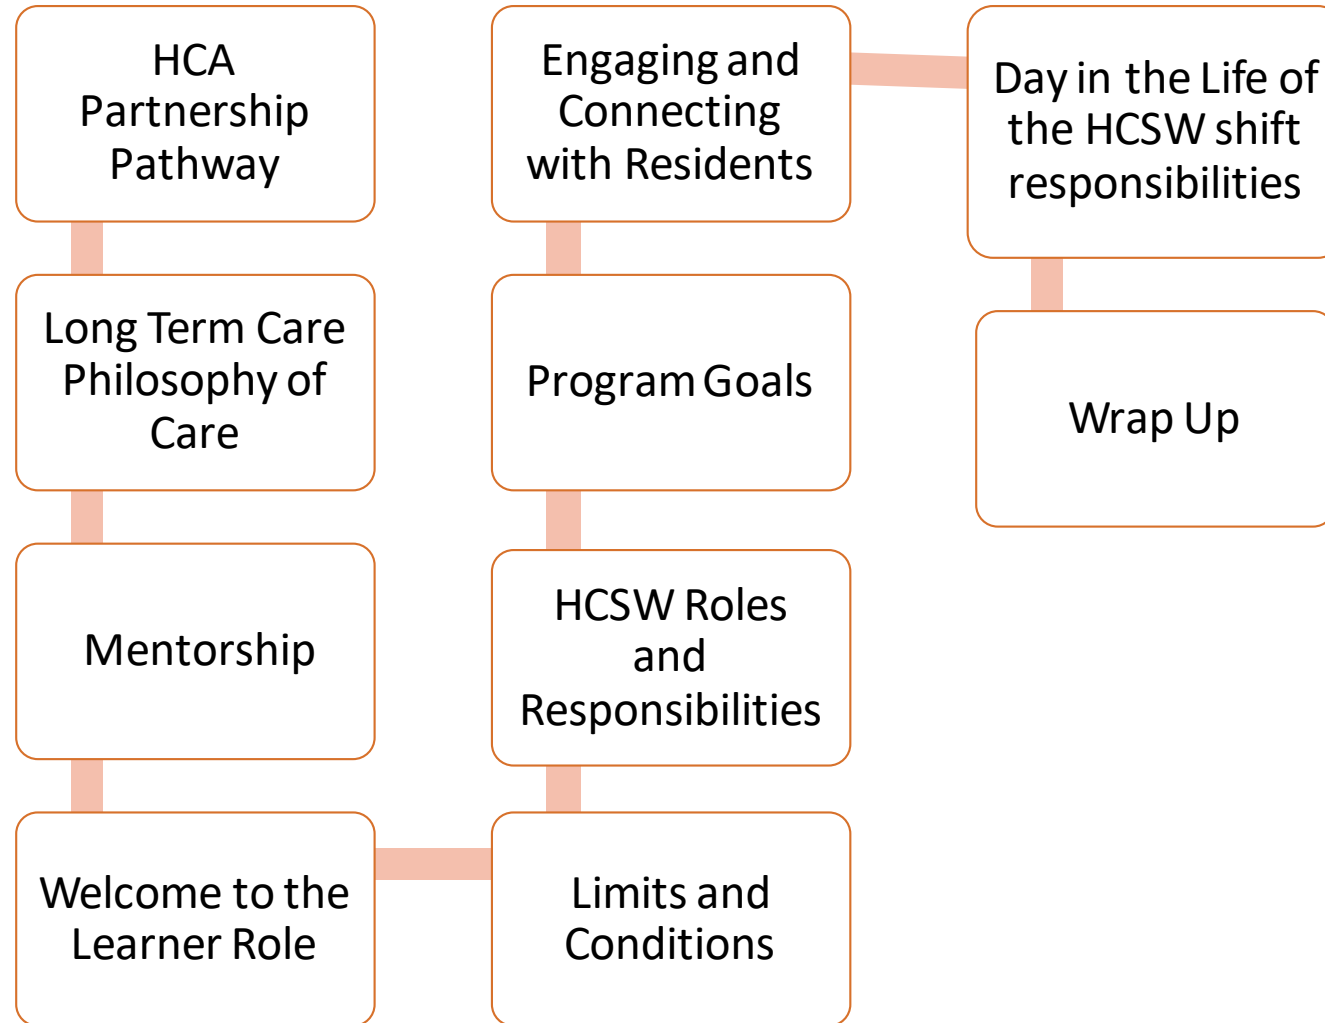 HCA
Partnership
Pathway
Long Term Care
Philosophy of
Care
Mentorship
Welcome to the
Learner Role
Limits and
Conditions
HCSW Roles
and
Responsibilities
Program Goals
Engaging and
Connecting
with Residents
Day in the Life of
the HCSW shift
responsibilities
Wrap Up